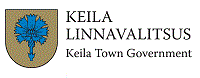 KEILA
LINNAVALITSUS
Keila Town Government